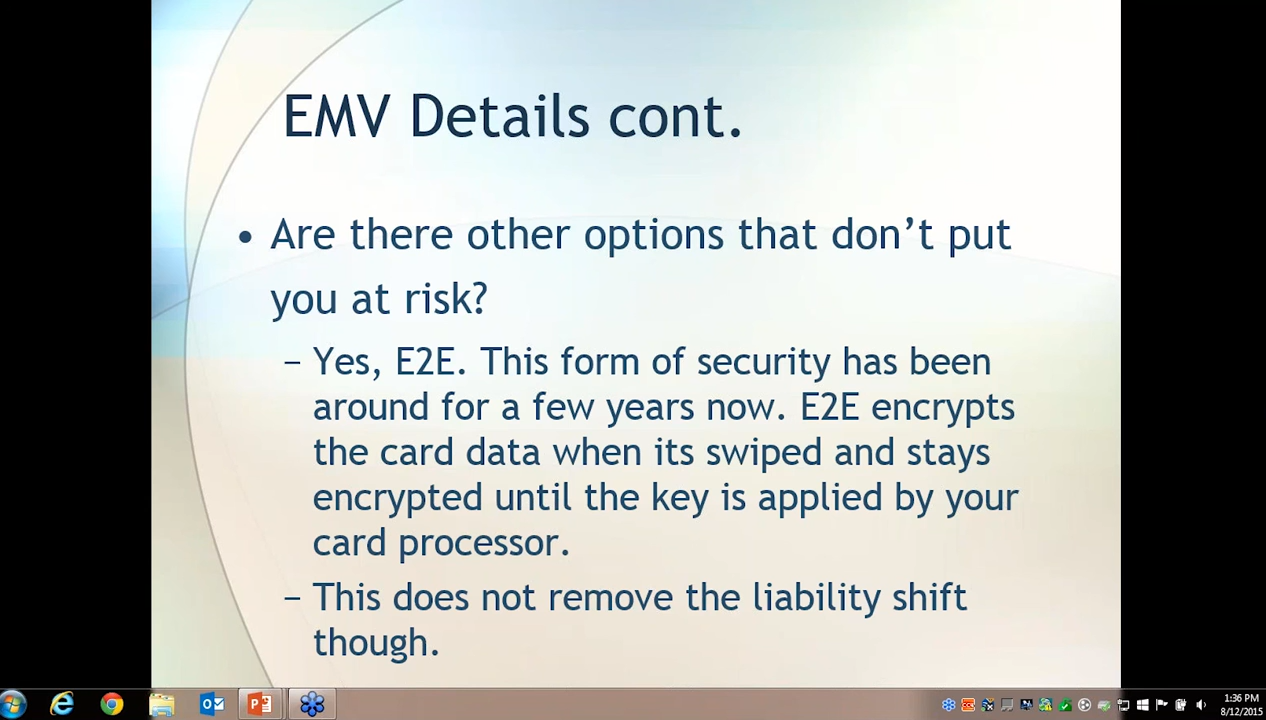 EMV Details cont.
• Are there other options that don’t put
you at risk?
– Yes, E2E. This form of security has been
around for a few years now. E2E encrypts
the card data when its swiped and stays
encrypted until the key is applied by your
card processor.
– This does not remove the liability shift
though.
1:36 PM
8/12/2015